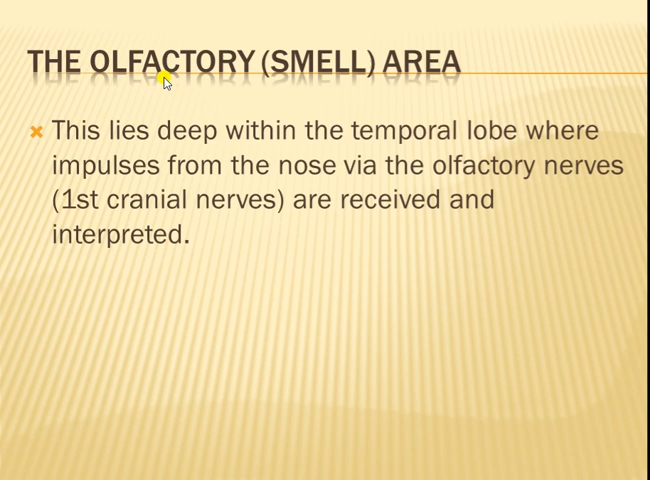 THE OLFACTORY (SMELL) AREA
This lies deep within the temporal lobe where
impulses from the nose via the olfactory nerves
(1st cranial nerves) are received and
interpreted.